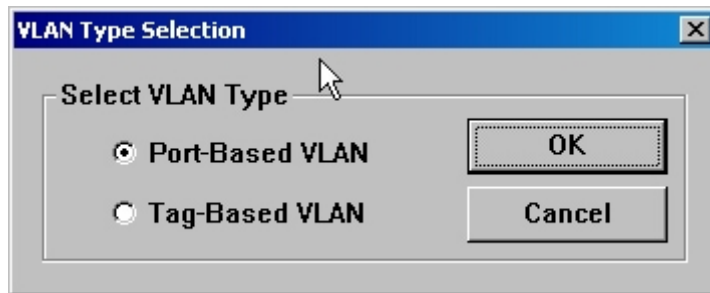 VLAN Type Selection
Select VLAN Type
Port-Based VLAN
OK
Tag-Based VLAN
Cancel